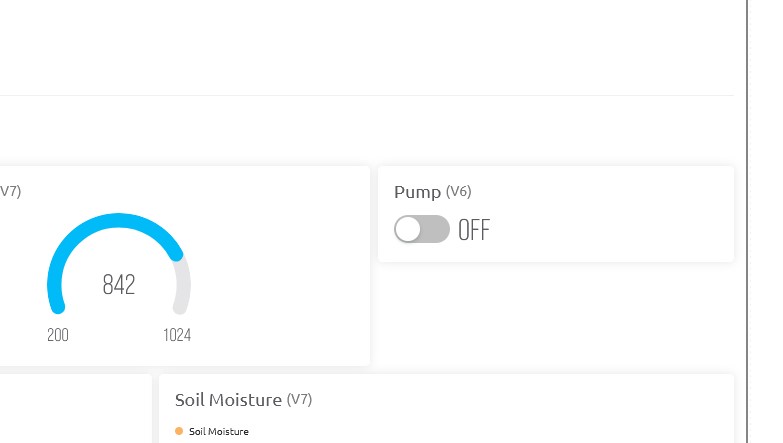 V7)
Pump (V6)
OFF
842
200
1024
Soil Moisture (V7)
Soil Moisture